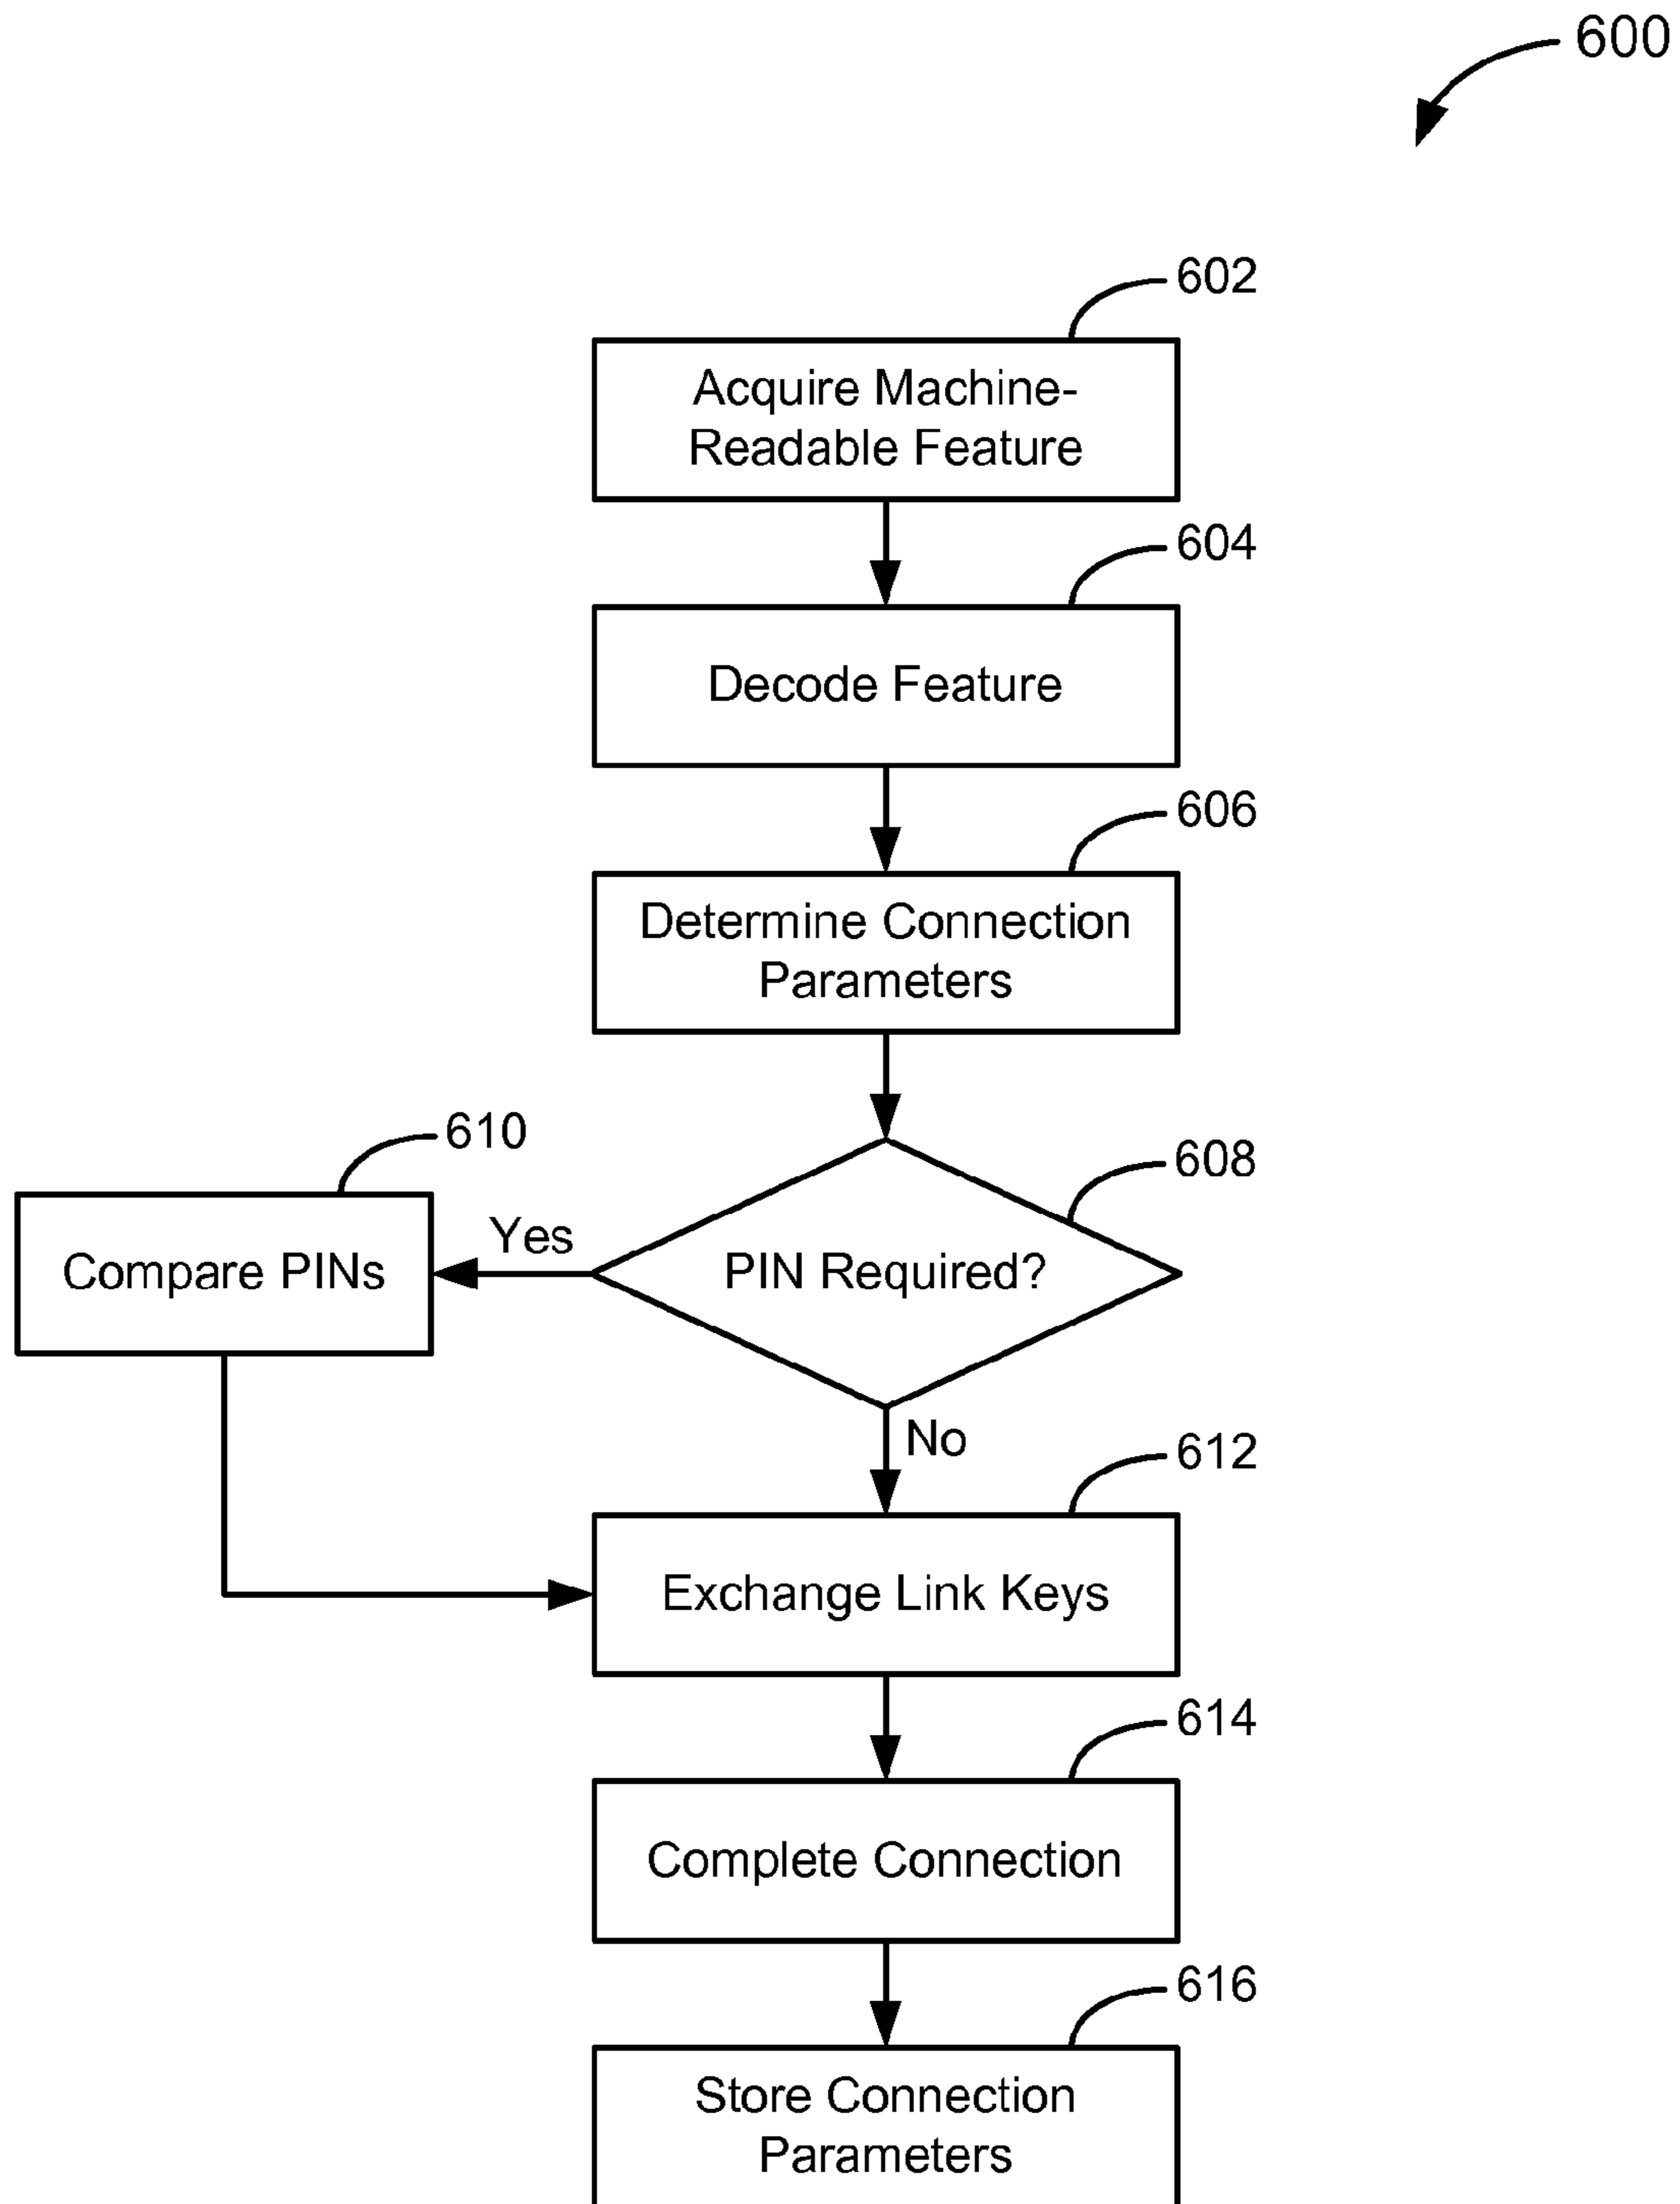 600
602
Acquire Machine-
Readable Feature
604
Decode Feature
606
Determine Connection
Parameters
610
608
Yes
Compare PINs
PIN Required?
No
612
Exchange Link Keys
614
Complete Connection
616
Store Connection
Parameters